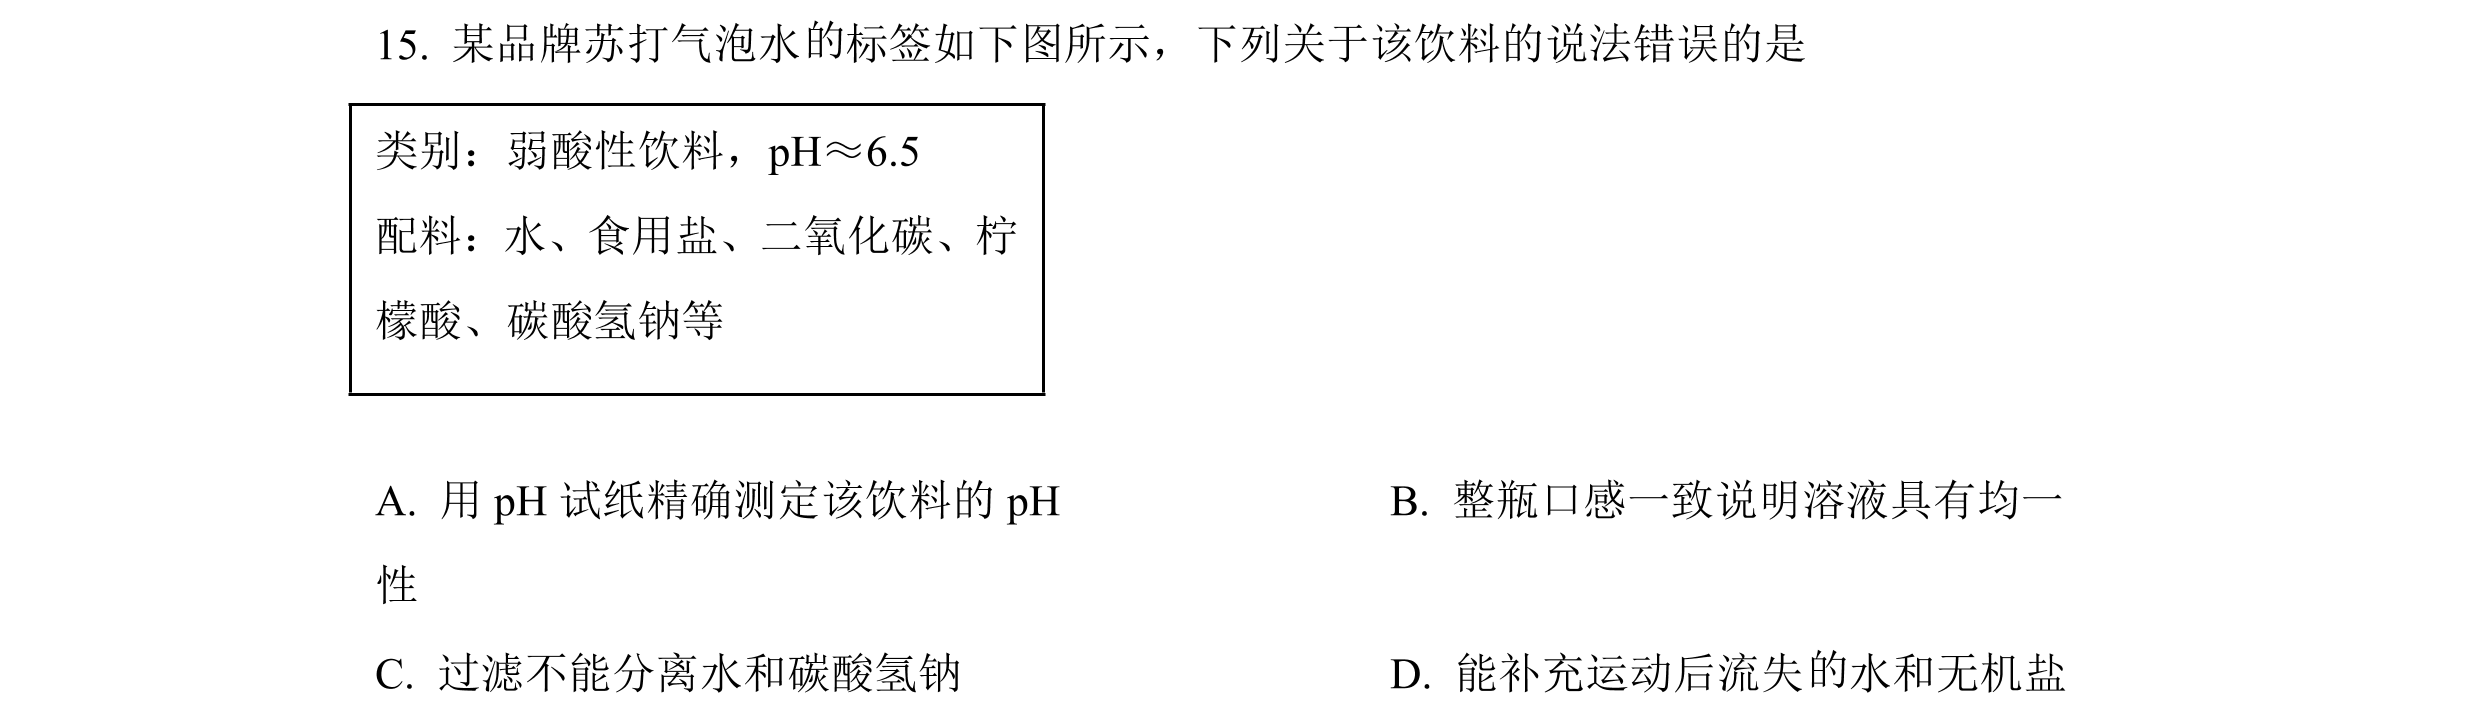 15. 某品牌苏打气泡水的标签如下图所示，下列关于该饮料的说法错误的是
类别：弱酸性饮料，pH≈6.5
配料：水、食用盐、二氧化碳、柠
檬酸、碳酸氢钠等
A. 用 pH 试纸精确测定该饮料的 pH B. 整瓶口感一致说明溶液具有均一
性
C. 过滤不能分离水和碳酸氢钠 D. 能补充运动后流失的水和无机盐